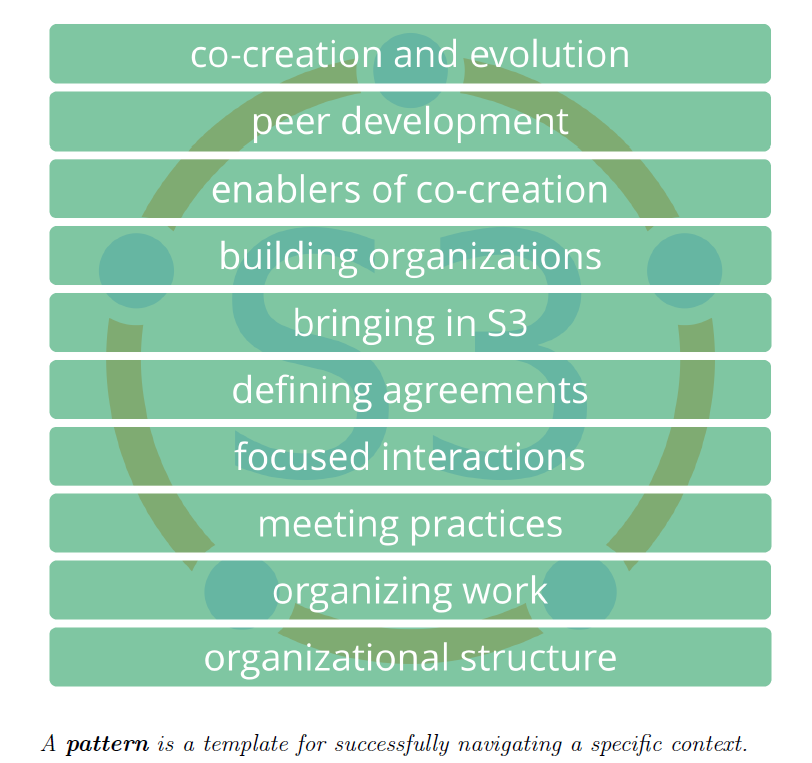 co-creation and evolution
peer development
enablers of co-creation
building organizations
bringing in S3
defining agreements
focused interactions
meeting practices
organizing work
organizational structure
S3
A pattern is a template for successfully navigating a specific context.